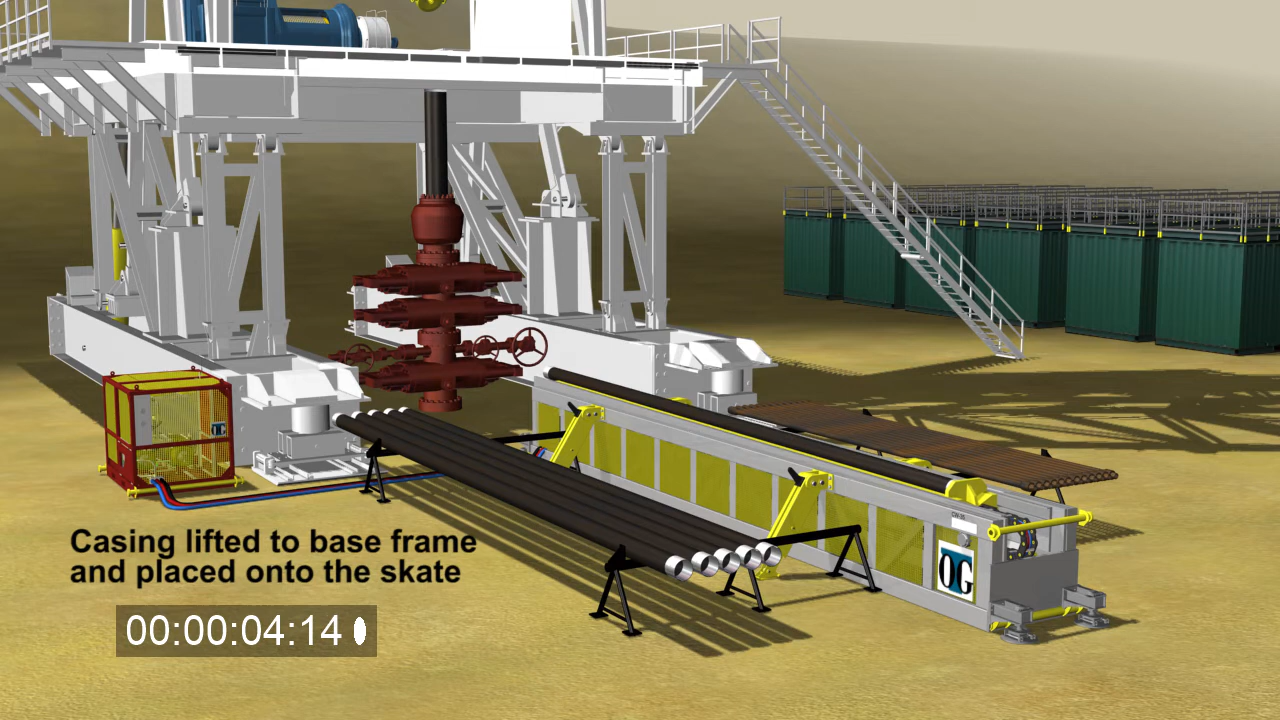 Casing lifted to base frame
and placed onto the skate
00:00:04:14
OG